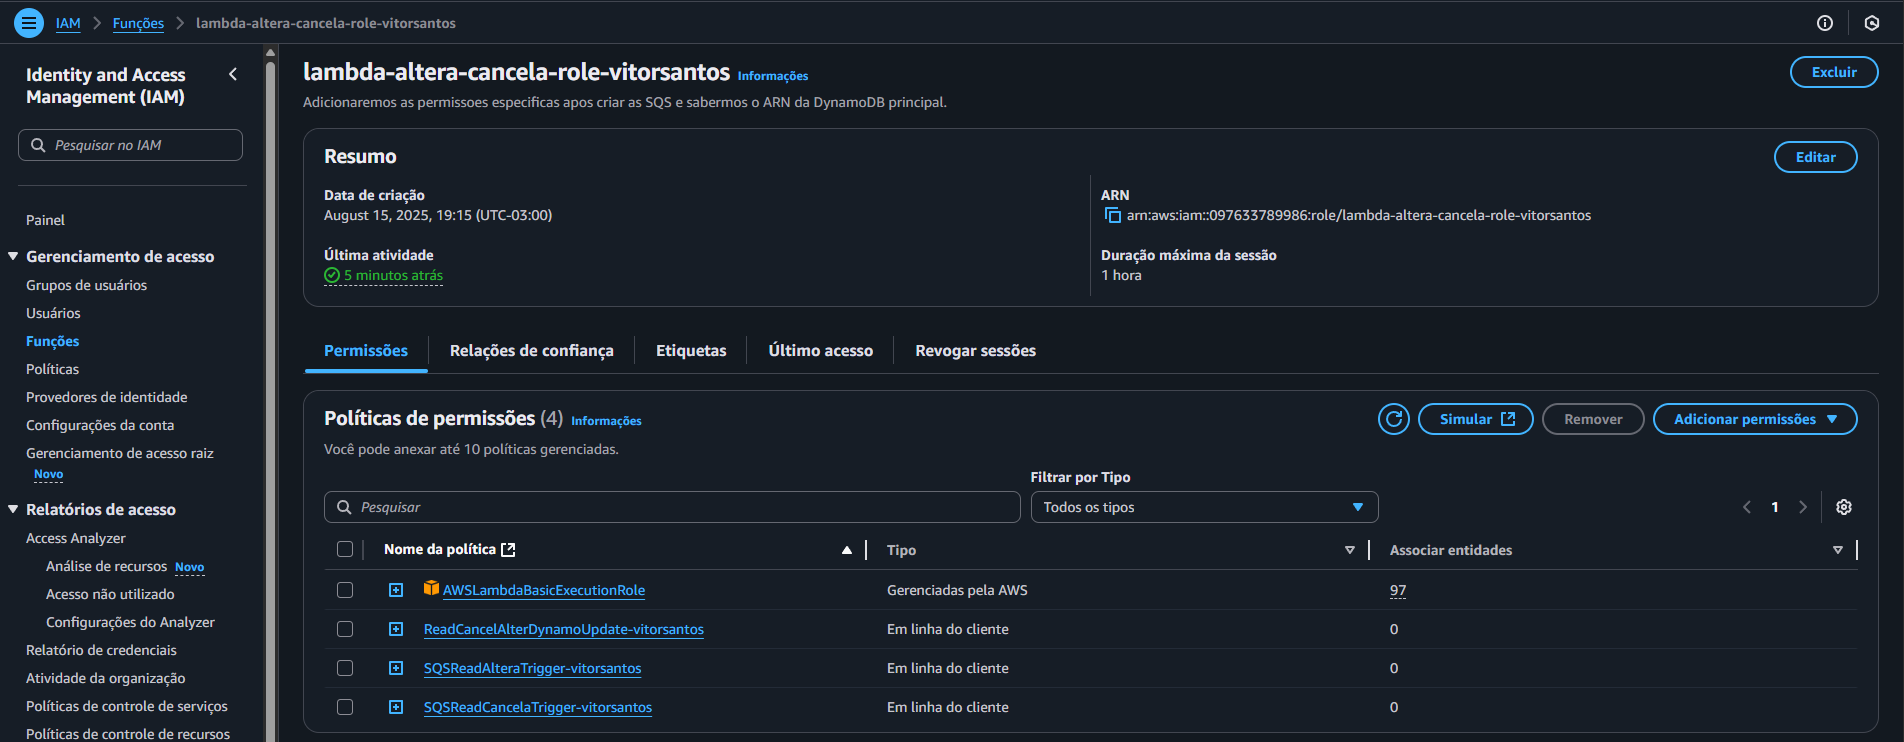 IAM > Funções > lambda-altera-cancela-role-vitorsantos
Identity and Access
Management (IAM)
Pesquisar no IAM
Painel
Gerenciamento de acesso
Grupos de usuários
Usuários
Funções
Políticas
Provedores de identidade
Configurações da conta
Gerenciamento de acesso raiz
Novo
Relatórios de acesso
Access Analyzer
Análise de recursos Novo
Acesso não utilizado
Configurações do Analyzer
Relatório de credenciais
Atividade da organização
Políticas de controle de serviços
Políticas de controle de recursos
lambda-altera-cancela-role-vitorsantos Informações
Excluir
Adicionaremos as permissoes especificas apos criar as SQS e sabermos o ARN da DynamoDB principal.
Resumo
Editar
Data de criação
August 15, 2025, 19:15 (UTC-03:00)
ARN
arn:aws:iam::097633789986:role/lambda-altera-cancela-role-vitorsantos
Última atividade
5 minutos atrás
Duração máxima da sessão
1 hora
Permissões Relações de confiança Etiquetas Último acesso Revogar sessões
Políticas de permissões (4) Informações
Simular Remover Adicionar permissões
Você pode anexar até 10 políticas gerenciadas.
Filtrar por Tipo
Pesquisar
Todos os tipos
1
Nome da política Tipo Associar entidades
AWSLambdaBasicExecutionRole Gerenciadas pela AWS 97
ReadCancelAlterDynamoUpdate-vitorsantos Em linha do cliente 0
SQSReadAlteraTrigger-vitorsantos Em linha do cliente 0
SQSReadCancelaTrigger-vitorsantos Em linha do cliente 0